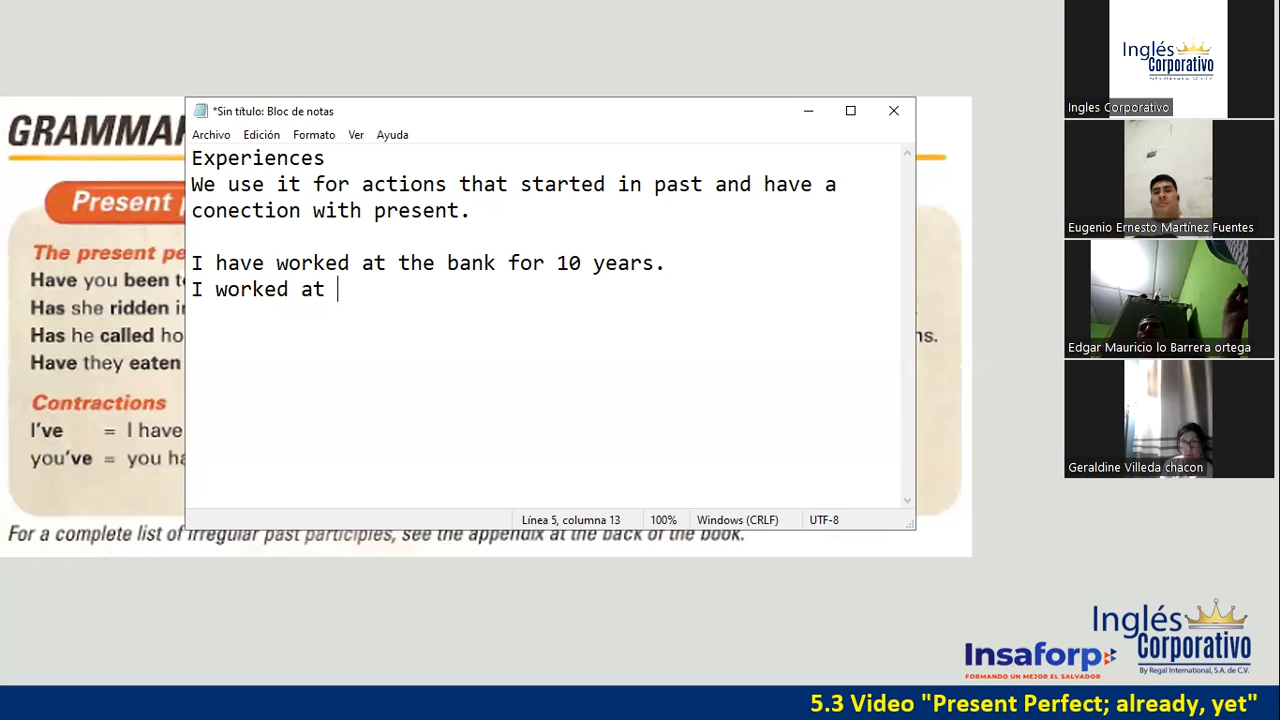 GRAMMAR
*Sin título: Bloc de notas
Archivo Edición Formato Ver Ayuda
Experiences
We use it for actions that started in past and have a
conection with present.
I have worked at the bank for 10 years.
I worked at
Línea 5, columna 13 100% Windows (CRLF) UTF-8
Present
The present
Have you been
Has she ridden
Has he called
Have they eaten
Contractions
I've = I have
you've = you
For a complete list of irregular past participles, see the appendix at the back of the book.
Inglés
Corporativo
Ingles Corporativo
Eugenio Ernesto Martínez Fuentes
Edgar Mauricio lo Barrera ortega
Geraldine Villeda chacon
Insaforp
FORMANDO UN MEJOR EL SALVADOR
Inglés
Corporativo
By Regal International, S.A. de C.V.
5.3 Video "Present Perfect; already, yet"